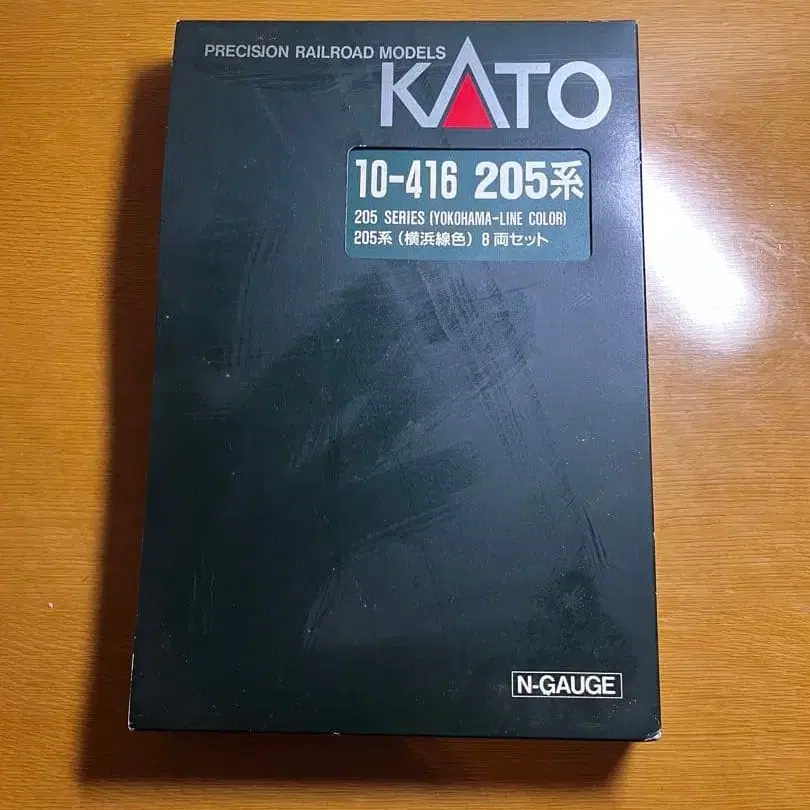 PRECISION RAILROAD MODELS
KATO
10-416 205系
205 SERIES (YOKOHAMA-LINE COLOR)
205系（横浜線色）8両セット
N-GAUGE